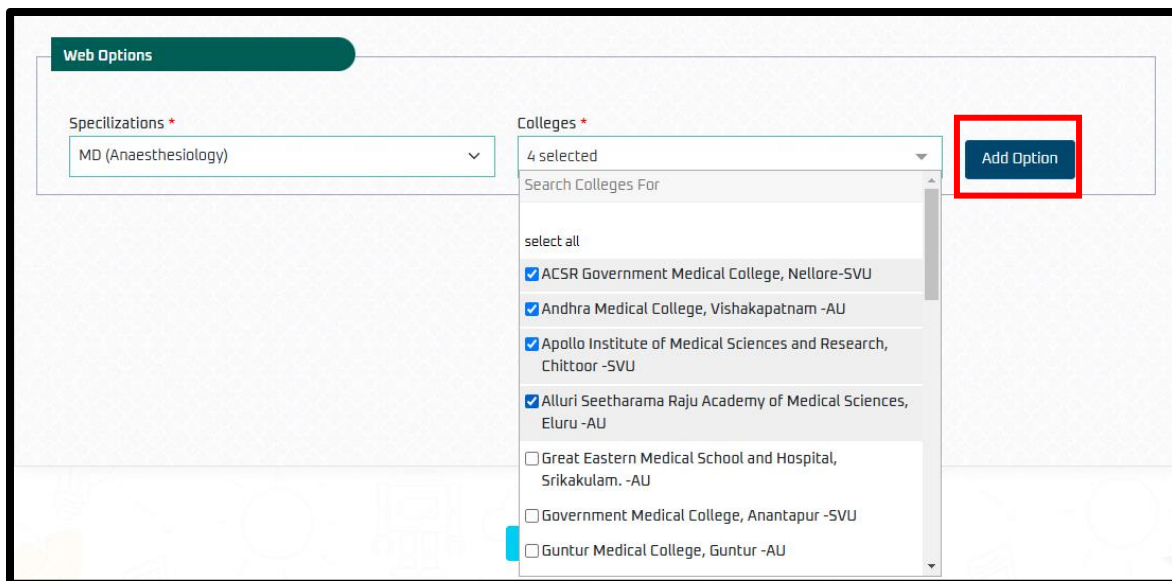 Web Options
Specilizations *
Colleges *
MD (Anaesthesiology)
4 selected
Add Option
Search Colleges For
select all
ACSR Government Medical College, Nellore-SVU
Andhra Medical College, Vishakapatnam -AU
Apollo Institute of Medical Sciences and Research,
Chittoor -SVU
Alluri Seetharama Raju Academy of Medical Sciences,
Eluru -AU
Great Eastern Medical School and Hospital,
Srikakulam. -AU
Government Medical College, Anantapur -SVU
Guntur Medical College, Guntur -AU